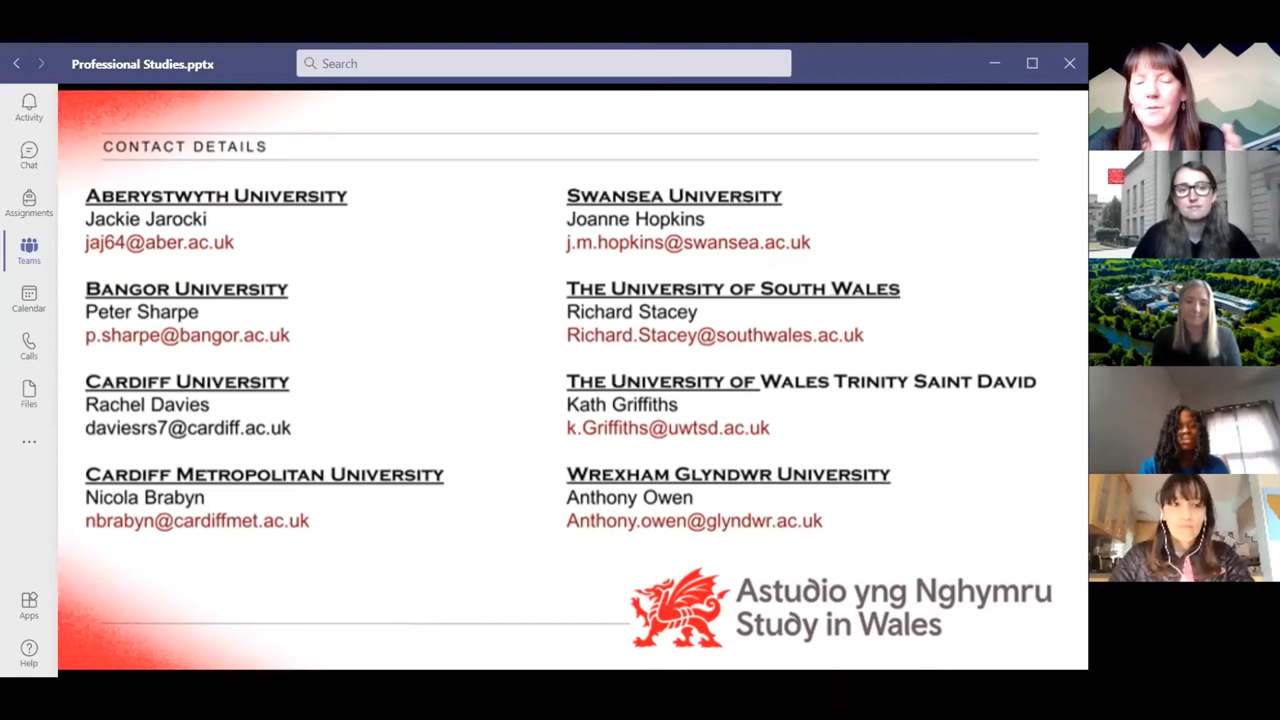 Professional Studies.pptx
Search
Activity
Chat
Assignments
Teams
Calendar
Calls
Files
Apps
Help
CONTACT DETAILS
ABERYSTWYTH UNIVERSITY
Jackie Jarocki
jaj64@aber.ac.uk
BANGOR UNIVERSITY
Peter Sharpe
p.sharpe@bangor.ac.uk
CARDIFF UNIVERSITY
Rachel Davies
daviesrs7@cardiff.ac.uk
CARDIFF METROPOLITAN UNIVERSITY
Nicola Brabyn
nbrabyn@cardiffmet.ac.uk
SWANSEA UNIVERSITY
Joanne Hopkins
j.m.hopkins@swansea.ac.uk
THE UNIVERSITY OF SOUTH WALES
Richard Stacey
Richard.Stacey@southwales.ac.uk
THE UNIVERSITY OF WALES TRINITY SAINT DAVID
Kath Griffiths
k.Griffiths@uwtsd.ac.uk
WREXHAM GLYNDWR UNIVERSITY
Anthony Owen
Anthony.owen@glyndwr.ac.uk
Astudio yng Nghymru
Study in Wales